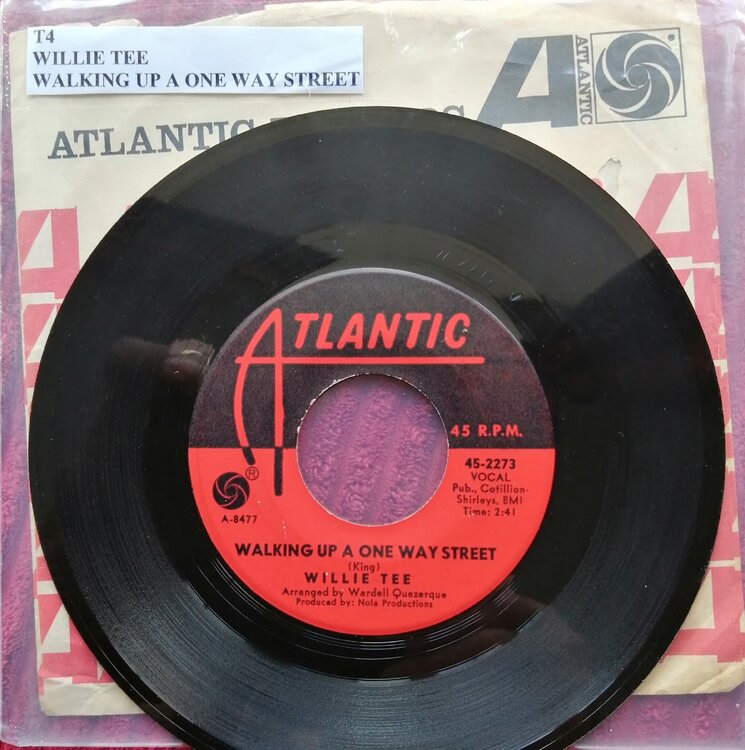 T4
WILLIE TEE
WALKING UP A ONE WAY STREET
ATLANTIC
ATLANTIC
ATLANTIC
45 R.P.M.
45-2273
VOCAL
Pub., Cotillion-
Shirleys, BMI
Time: 2:41
®
A-8477
WALKING UP A ONE WAY STREET
(King)
WILLIE TEE
Arranged by Wardell Quezerque
Produced by: Nola Productions